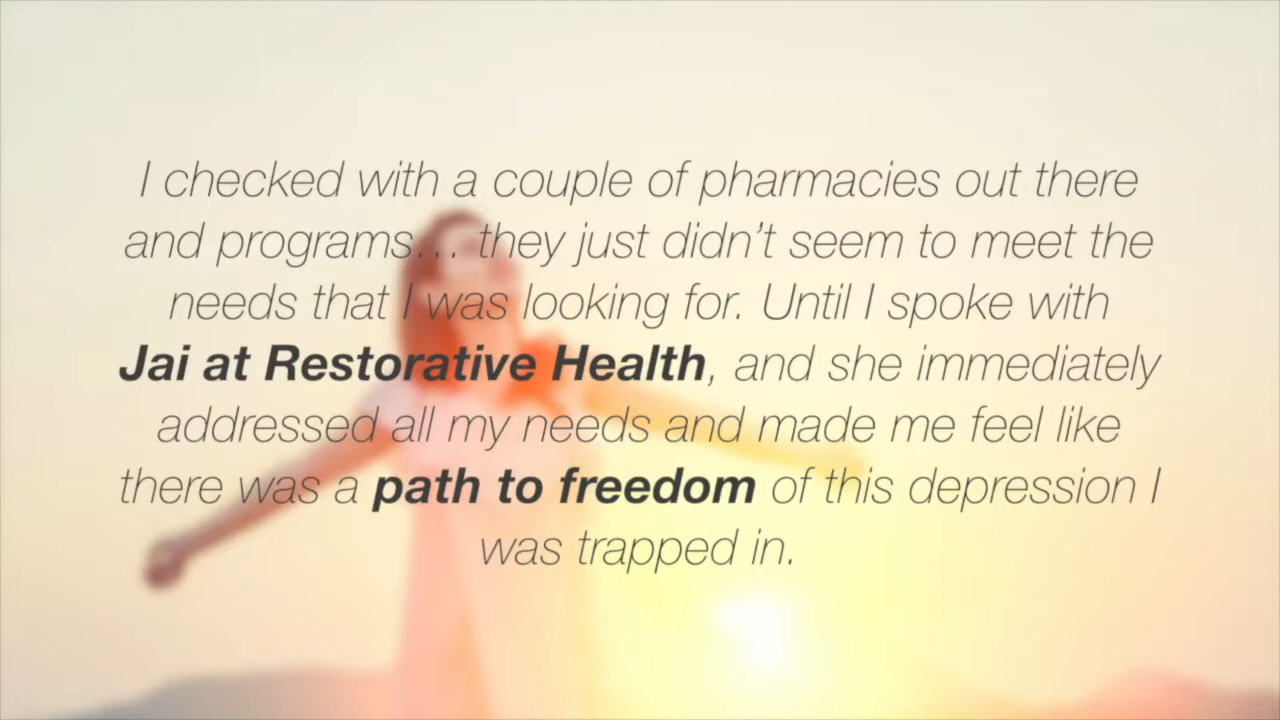 I checked with a couple of pharmacies out there
and programs… they just didn’t seem to meet the
needs that I was looking for. Until I spoke with
Jai at Restorative Health, and she immediately
addressed all my needs and made me feel like
there was a path to freedom of this depression I
was trapped in.